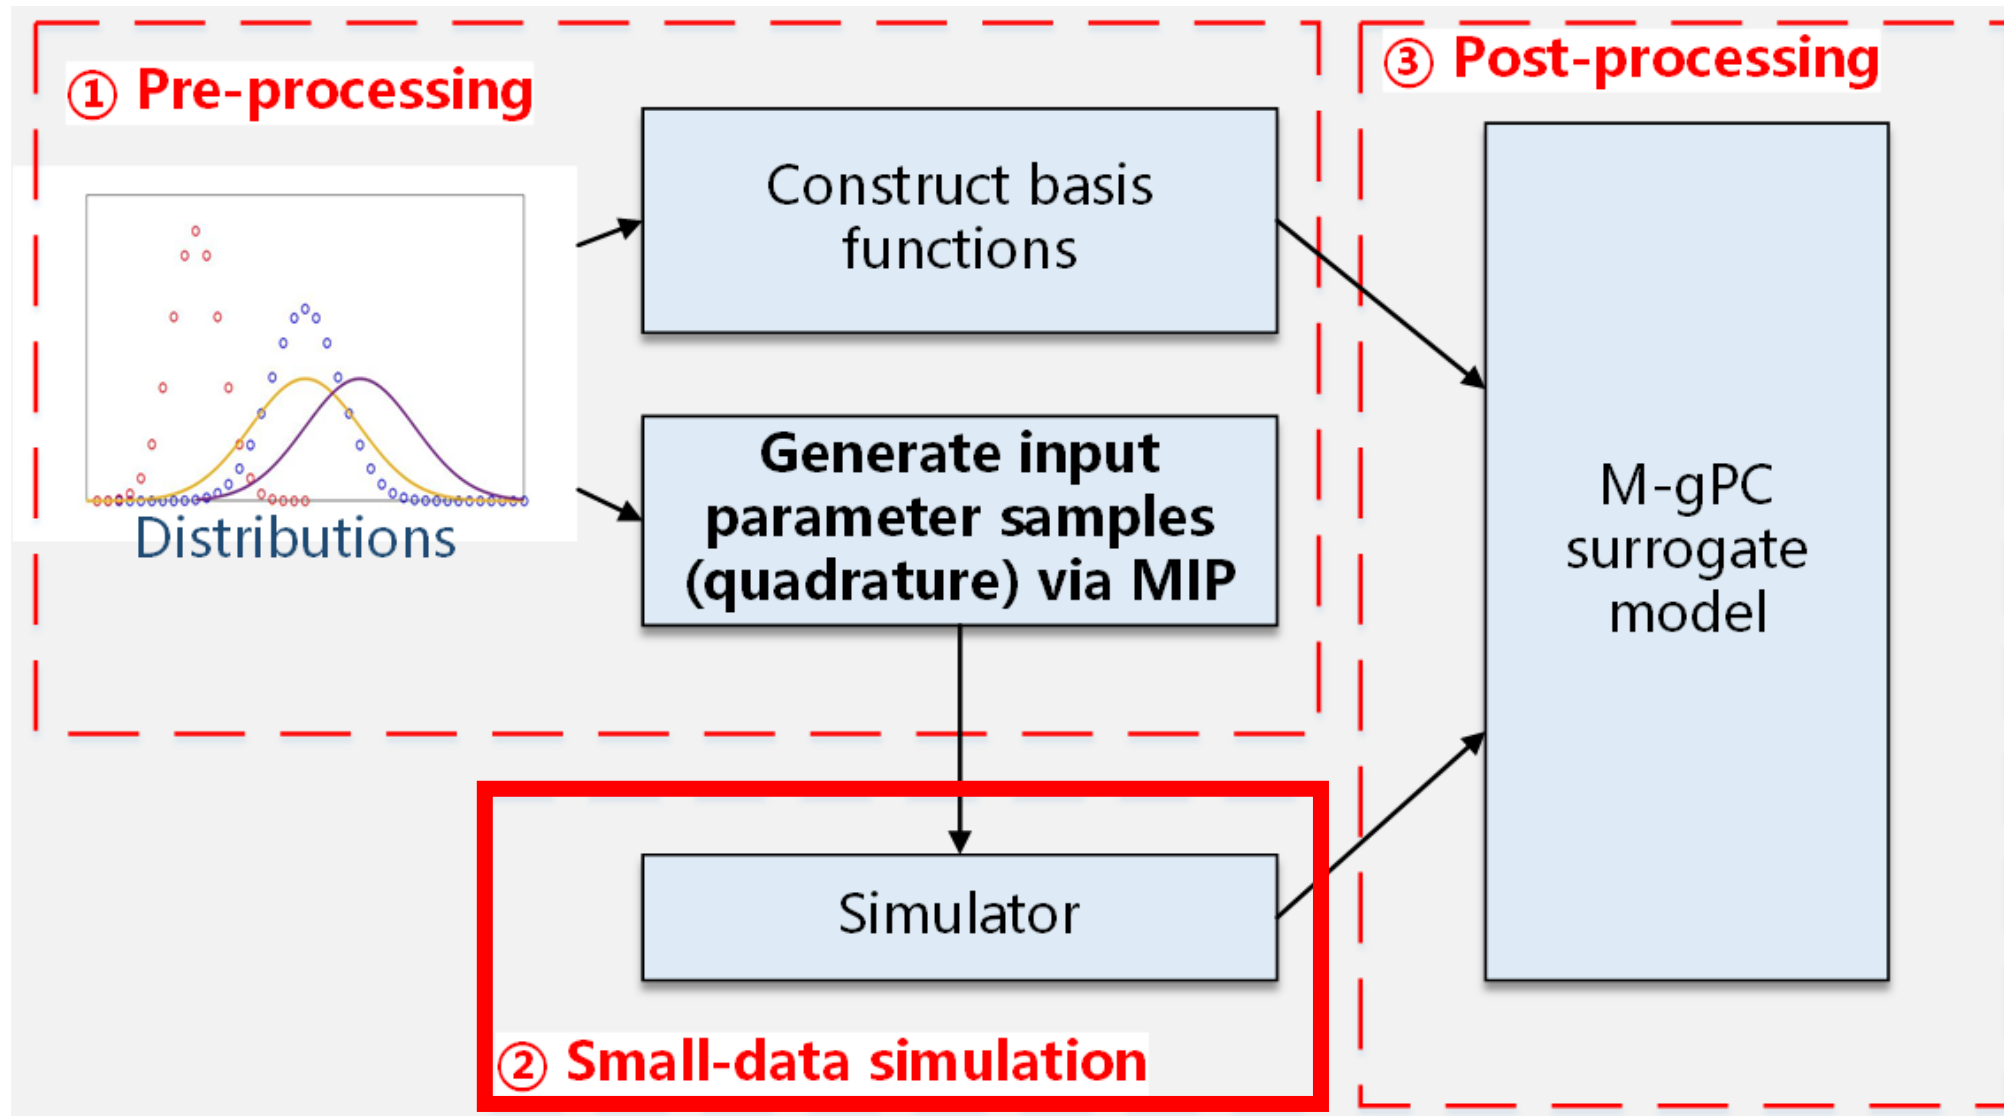 ① Pre-processing
Distributions
Construct basis
functions
Generate input
parameter samples
(quadrature) via MIP
Simulator
② Small-data simulation
③ Post-processing
M-gPC
surrogate
model